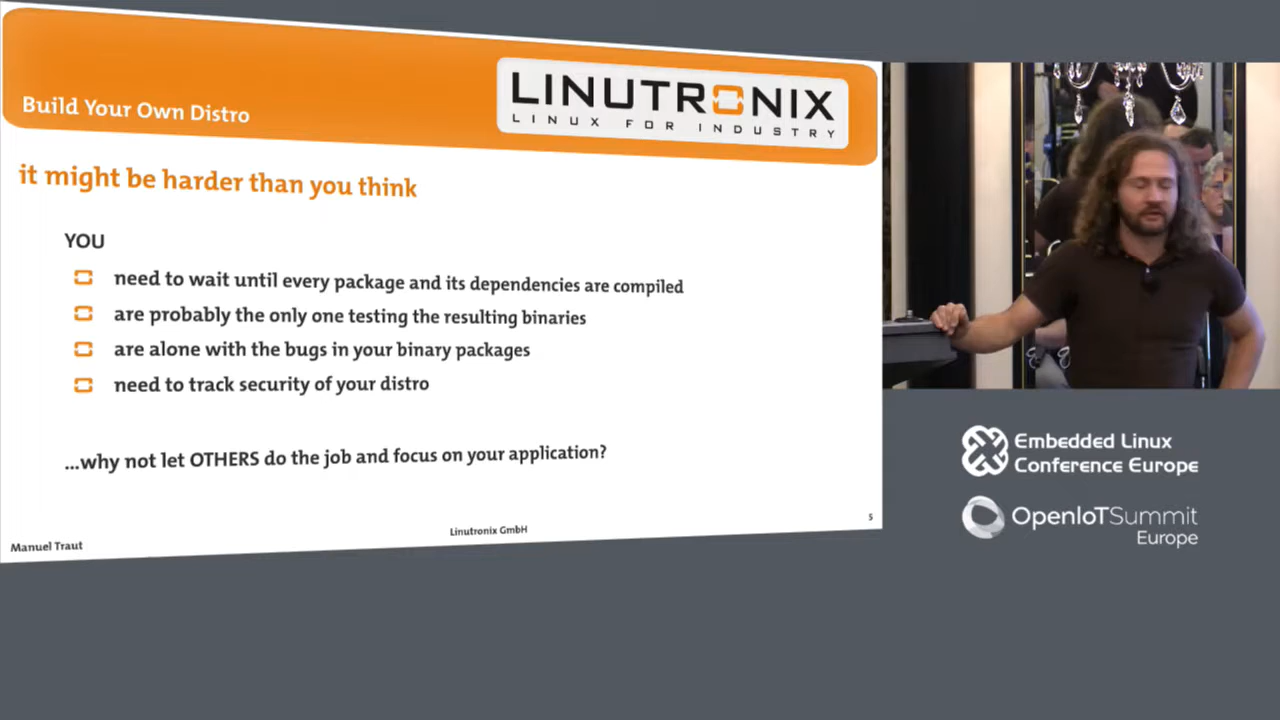 Build Your Own Distro
LINUTRONIX
LINUX FOR INDUSTRY
it might be harder than you think
YOU
need to wait until every package and its dependencies are compiled
are probably the only one testing the resulting binaries
are alone with the bugs in your binary packages
need to track security of your distro
...why not let OTHERS do the job and focus on your application?
Manuel Traut
Linutronix GmbH
5
Embedded Linux
Conference Europe
OpenIoTSummit
Europe